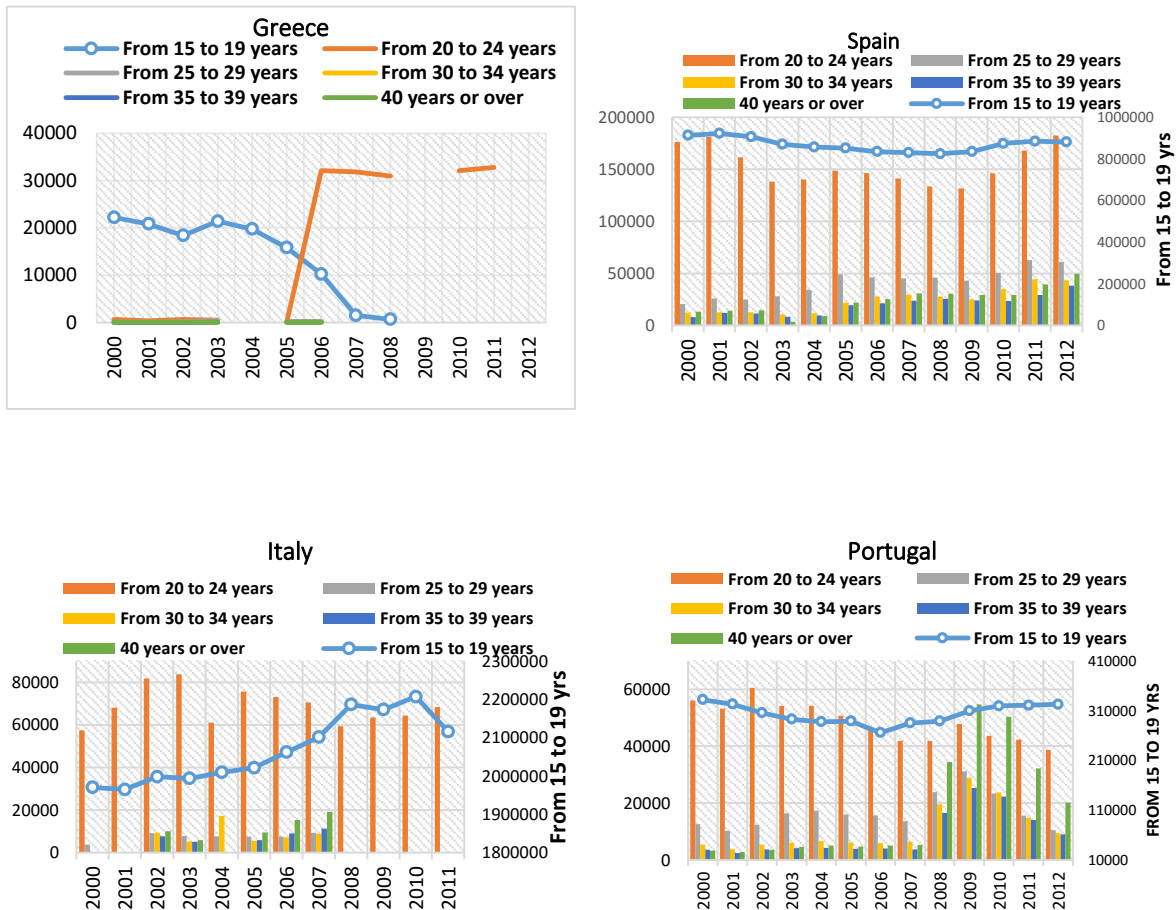 Greece
From 15 to 19 years From 20 to 24 years
From 25 to 29 years From 30 to 34 years
From 35 to 39 years 40 years or over
40000
30000
20000
10000
0
2000 2001 2002 2003 2004 2005 2006 2007 2008 2009 2010 2011 2012
Spain
From 20 to 24 years From 25 to 29 years
From 30 to 34 years From 35 to 39 years
40 years or over From 15 to 19 years
200000 1000000
150000 800000
100000 600000
50000 400000
0 200000
0
From 15 to 19 yrs
2000 2001 2002 2003 2004 2005 2006 2007 2008 2009 2010 2011 2012
Italy
From 20 to 24 years From 25 to 29 years
From 30 to 34 years From 35 to 39 years
40 years or over From 15 to 19 years
80000 2300000
60000 2200000
40000 2100000
20000 2000000
0 1900000
1800000
From 15 to 19 yrs
2000 2001 2002 2003 2004 2005 2006 2007 2008 2009 2010 2011
Portugal
From 20 to 24 years From 25 to 29 years
From 30 to 34 years From 35 to 39 years
40 years or over From 15 to 19 years
60000 410000
40000 310000
20000 210000
0 110000
10000
FROM 15 TO 19 YRS
2000 2001 2002 2003 2004 2005 2006 2007 2008 2009 2010 2011 2012